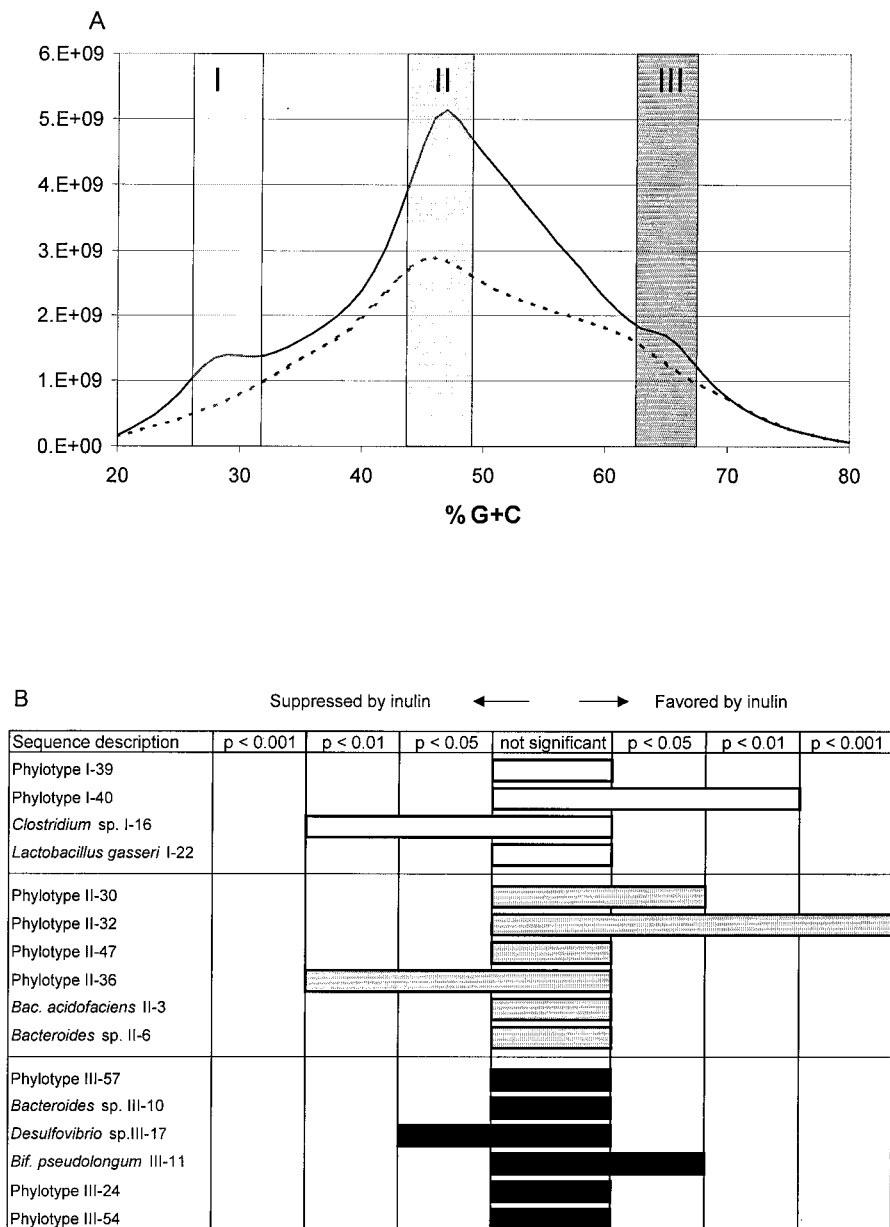 A
6.E+09
I
II
III
5.E+09
4.E+09
3.E+09
2.E+09
1.E+09
0.E+00
20 30 40 50 60 70 80
% G+C
B
Suppressed by inulin Favored by inulin
Sequence description p < 0.001 p < 0.01 p < 0.05 not significant p < 0.05 p < 0.01 p < 0.001
Phylotype I-39
Phylotype I-40
Clostridium sp. I-16
Lactobacillus gasseri I-22
Phylotype II-30
Phylotype II-32
Phylotype II-47
Phylotype II-36
Bac. acidofaciens II-3
Bacteroides sp. II-6
Phylotype III-57
Bacteroides sp. III-10
Desulfovibrio sp.III-17
Bif. pseudolongum III-11
Phylotype III-24
Phylotype III-54